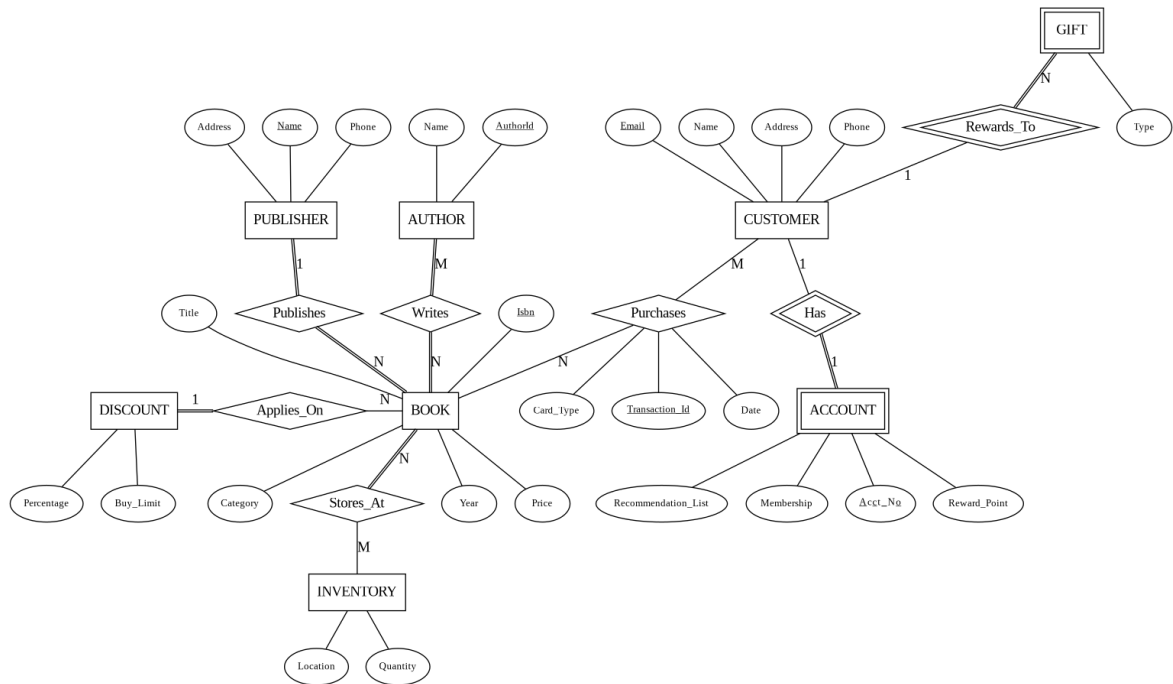 GIFT
N
Address
Name
Phone
Name
AuthorId
Email
Name
Address
Phone
Rewards_To
Type
1
PUBLISHER
AUTHOR
CUSTOMER
1
M
M
1
Title
Publishes
Writes
Isbn
Purchases
Has
N
N
N
1
DISCOUNT
1
Applies_On
N
BOOK
Card_Type
Transaction_Id
Date
ACCOUNT
N
Percentage
Buy_Limit
Category
Stores_At
Year
Price
Recommendation_List
Membership
Acct_No
Reward_Point
M
INVENTORY
Location
Quantity